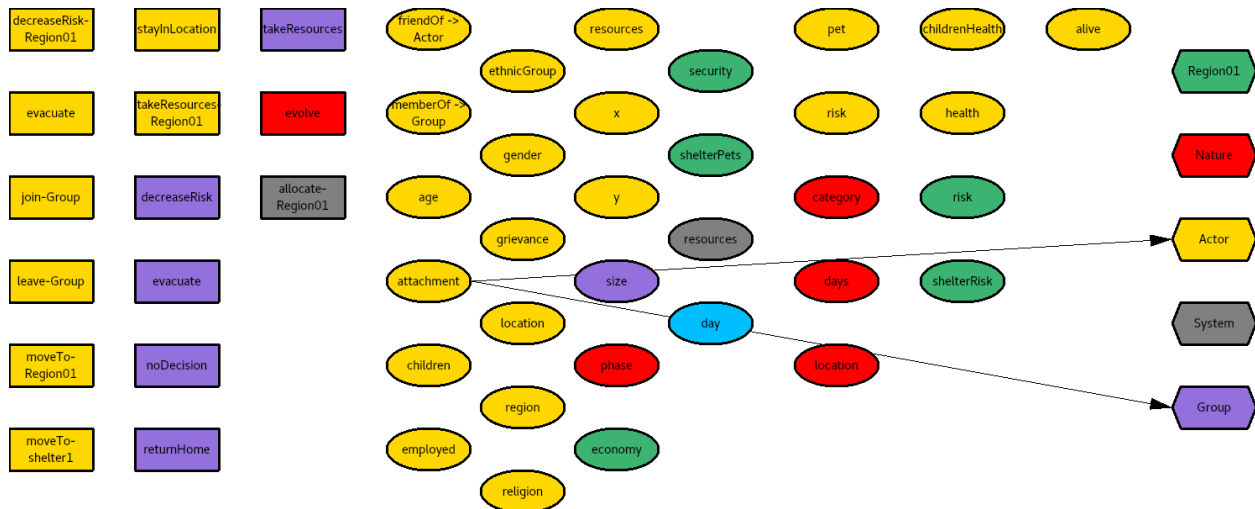 decreaseRisk-
Region01
stayInLocation
takeResources
friendOf ->
Actor
resources
pet
childrenHealth
alive
ethnicGroup
security
Region01
evacuate
takeResources-
Region01
evolve
memberOf ->
Group
x
risk
health
gender
shelterPets
Nature
join-Group
decreaseRisk
allocate-
Region01
age
y
category
risk
grievance
resources
Actor
leave-Group
evacuate
attachment
size
days
shelterRisk
location
day
System
moveTo-
Region01
noDecision
children
phase
location
region
Group
moveTo-
shelter1
returnHome
employed
economy
religion